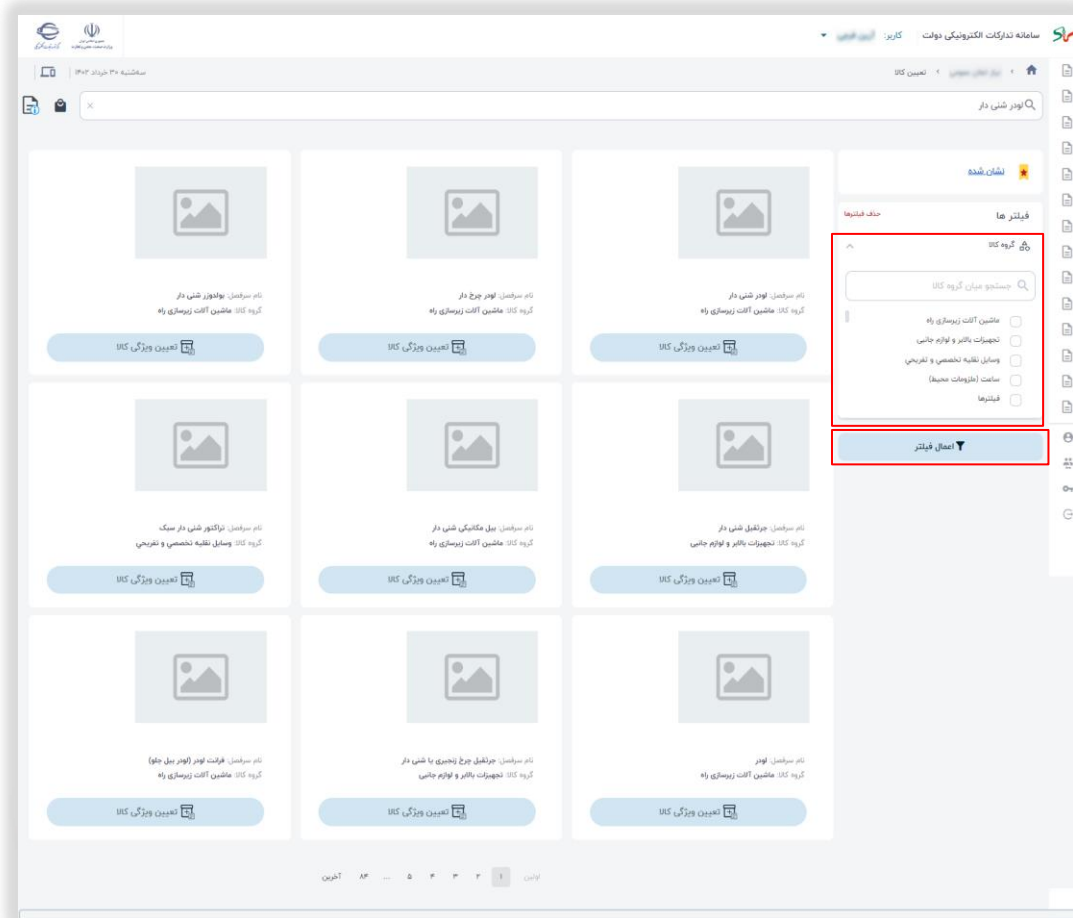 سامانه تدارکات الکترونیکی دولت
کاربر:
تعیین کالا
سه‌شنبه ۳۰ خرداد ۱۴۰۲
لودر شنی دار
نشان شده
فیلتر ها
حذف فیلترها
گروه کالا
جستجو میان گروه کالا
ماشین آلات زیرسازی راه
تجهیزات بالابر و لوازم جانبی
وسایل نقلیه تخصصي و تفریحي
ساعت (ملزومات محیط)
فیلترها
اعمال فیلتر
نام سرفصل: لودر شنی دار
گروه کالا: ماشین آلات زیرسازی راه
تعیین ویژگی کالا
نام سرفصل: لودر چرخ دار
گروه کالا: ماشین آلات زیرسازی راه
تعیین ویژگی کالا
نام سرفصل: بولدوزر شنی دار
گروه کالا: ماشین آلات زیرسازی راه
تعیین ویژگی کالا
نام سرفصل: جرثقیل شنی دار
گروه کالا: تجهیزات بالابر و لوازم جانبی
تعیین ویژگی کالا
نام سرفصل: بیل مکانیکی شنی دار
گروه کالا: ماشین آلات زیرسازی راه
تعیین ویژگی کالا
نام سرفصل: تراکتور شنی دار سبک
گروه کالا: وسایل نقلیه تخصصي و تفریحي
تعیین ویژگی کالا
نام سرفصل: لودر
گروه کالا: ماشین آلات زیرسازی راه
تعیین ویژگی کالا
نام سرفصل: جرثقیل چرخ زنجیری یا شنی دار
گروه کالا: تجهیزات بالابر و لوازم جانبی
تعیین ویژگی کالا
نام سرفصل: فرانت لودر (لودر بیل جلو)
گروه کالا: ماشین آلات زیرسازی راه
تعیین ویژگی کالا
اولین ۱ ۲ ۳ ۴ ۵ ... ۸۴ آخرین